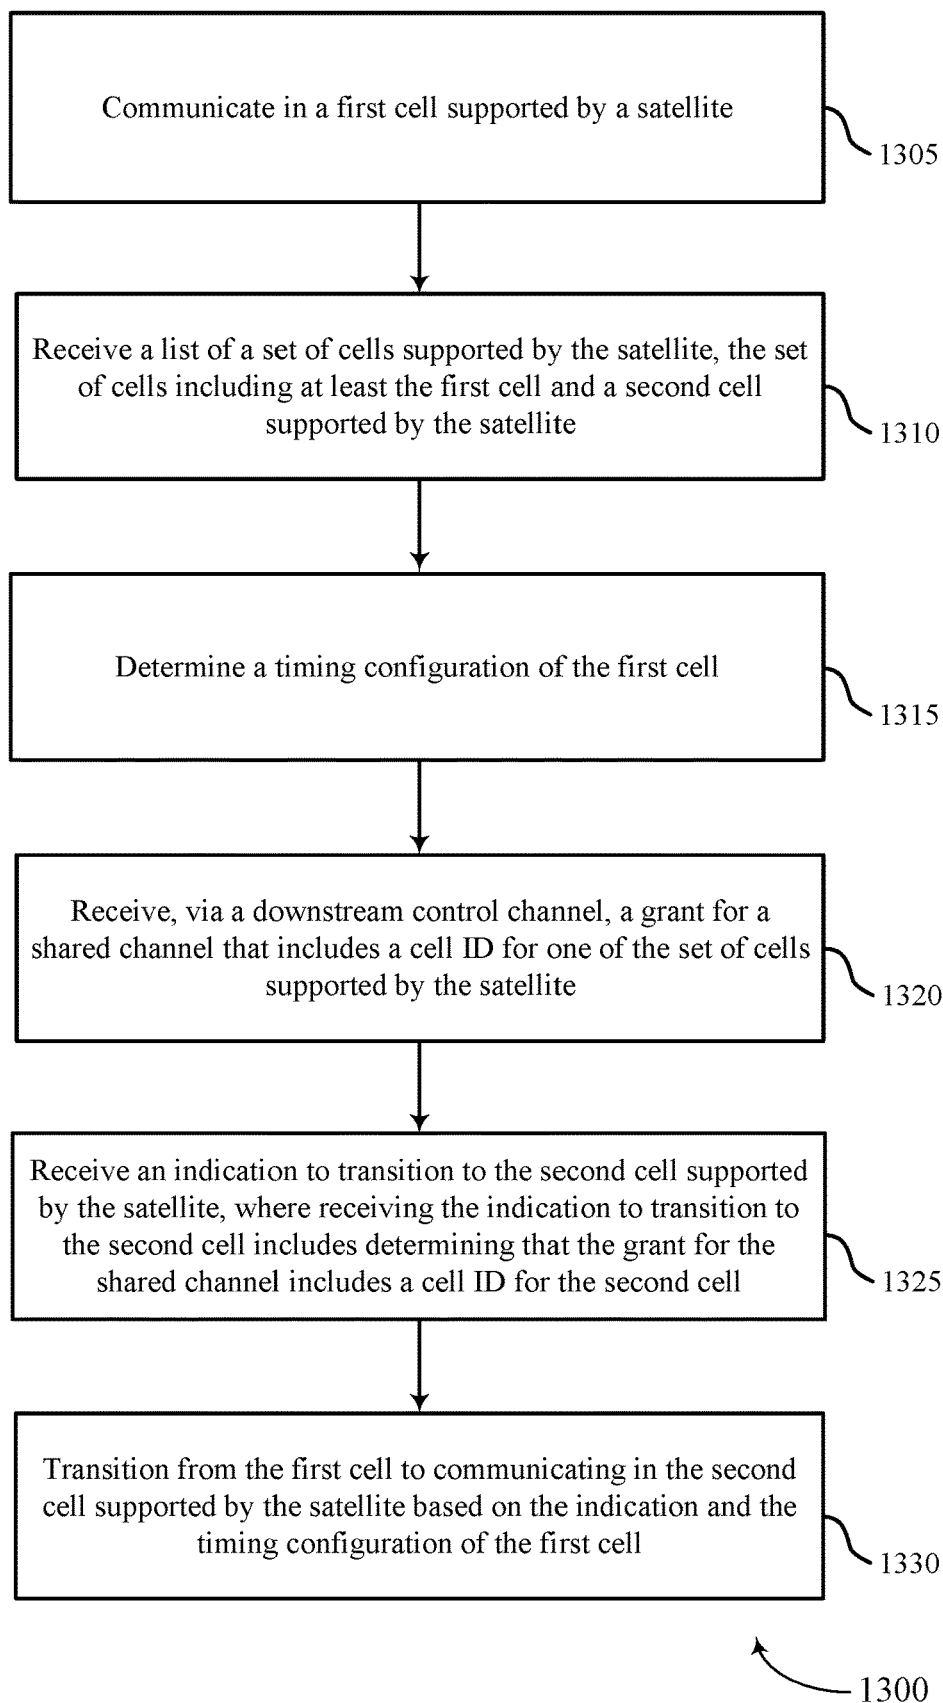 Communicate in a first cell supported by a satellite
1305
Receive a list of a set of cells supported by the satellite, the set
of cells including at least the first cell and a second cell
supported by the satellite
1310
Determine a timing configuration of the first cell
1315
Receive, via a downstream control channel, a grant for a
shared channel that includes a cell ID for one of the set of cells
supported by the satellite
1320
Receive an indication to transition to the second cell supported
by the satellite, where receiving the indication to transition to
the second cell includes determining that the grant for the
shared channel includes a cell ID for the second cell
1325
Transition from the first cell to communicating in the second
cell supported by the satellite based on the indication and the
timing configuration of the first cell
1330
1300